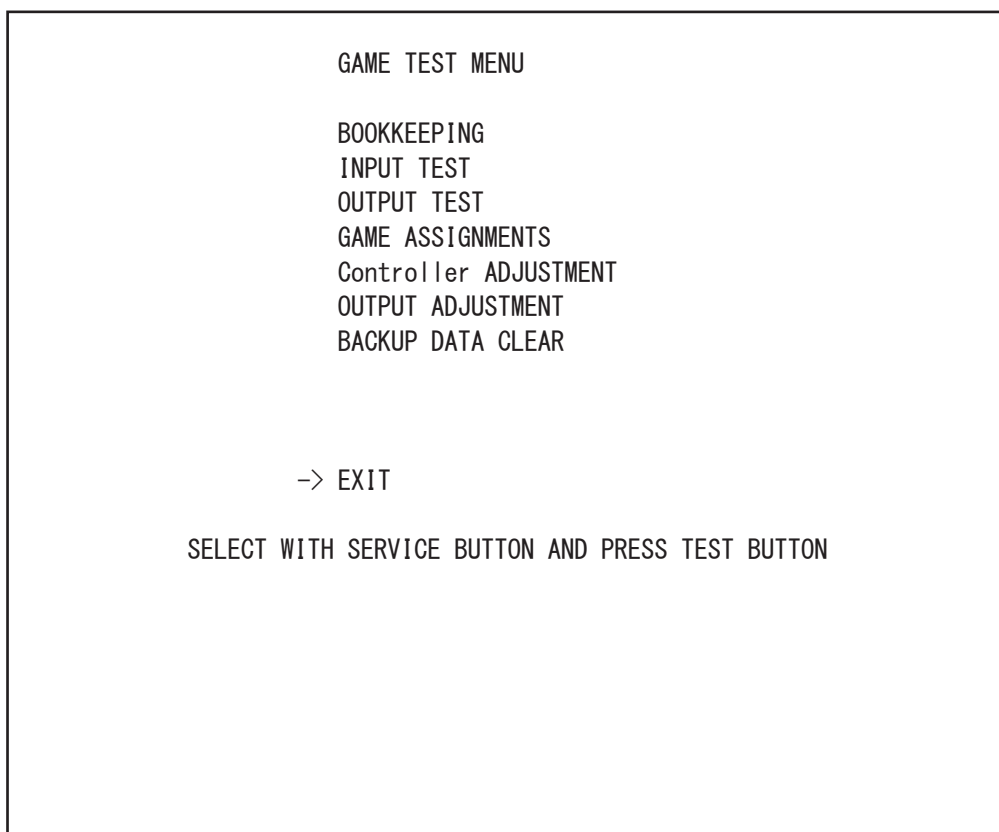 GAME TEST MENU
BOOKKEEPING
INPUT TEST
OUTPUT TEST
GAME ASSIGNMENTS
Controller ADJUSTMENT
OUTPUT ADJUSTMENT
BACKUP DATA CLEAR
-> EXIT
SELECT WITH SERVICE BUTTON AND PRESS TEST BUTTON